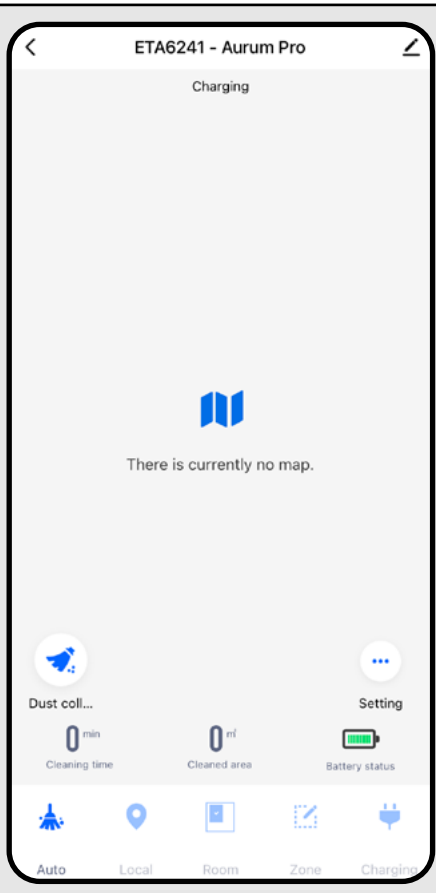 ETA6241 - Aurum Pro
Charging
There is currently no map.
Dust coll...
Setting
0 min
0 ㎡
Cleaning time
Cleaned area
Battery status
Auto
Local
Room
Zone
Charging